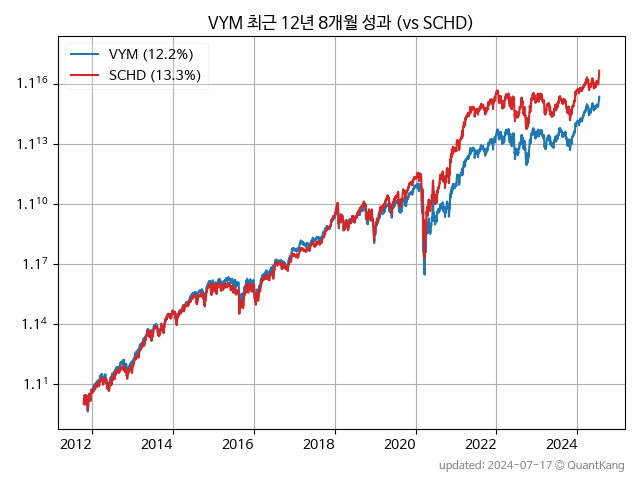 VYM 최근 12년 8개월 성과 (vs SCHD)
VYM (12.2%)
SCHD (13.3%)
1.1^16
1.1^13
1.1^10
1.1^7
1.1^4
1.1^1
2012 2014 2016 2018 2020 2022 2024
updated: 2024-07-17 © QuantKang